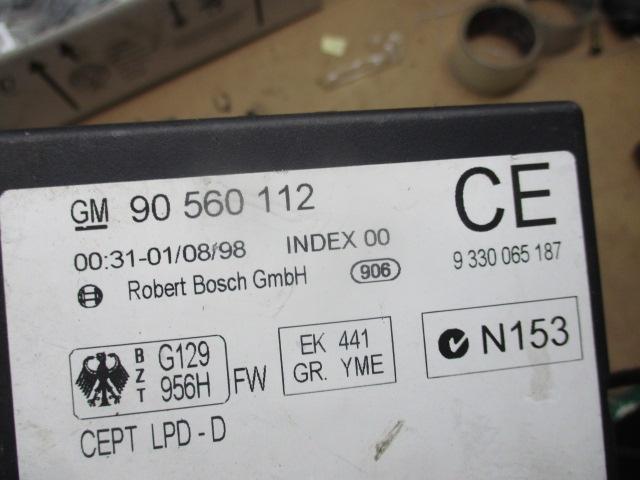 GM 90 560 112
CE
00:31-01/08/98 INDEX 00
9 330 065 187
Robert Bosch GmbH 906
BZT G129 956H FW
EK 441
GR. YME
N153
CEPT LPD-D